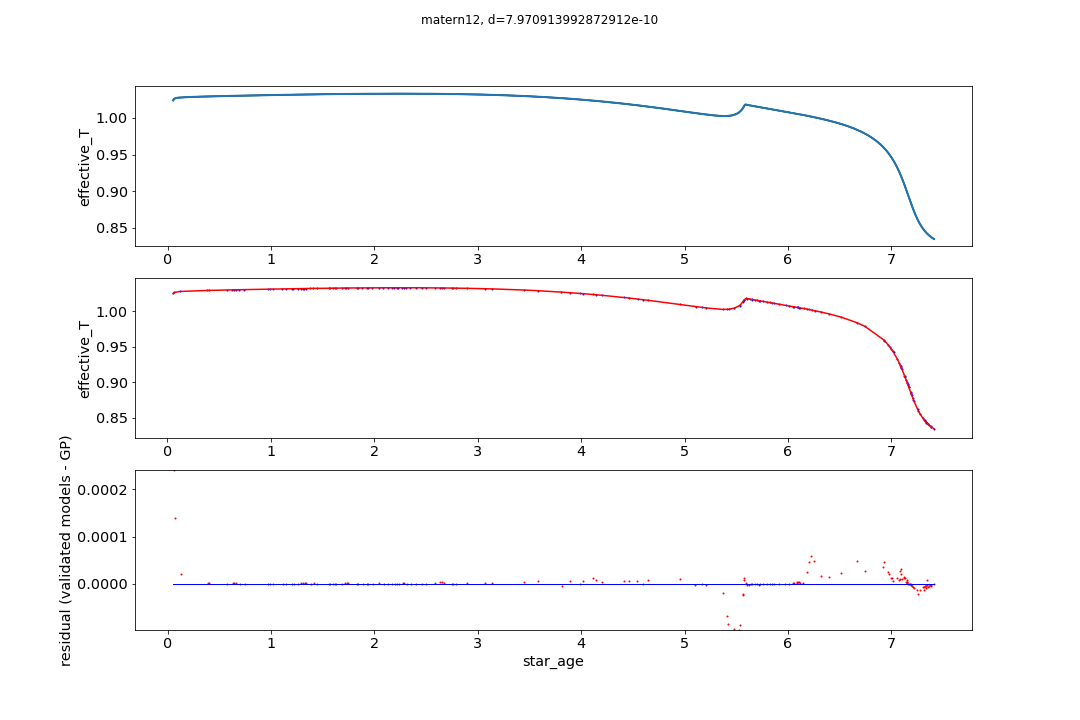 matern12, d=7.970913992872912e-10
effective_T
1.00
0.95
0.90
0.85
0 1 2 3 4 5 6 7
effective_T
1.00
0.95
0.90
0.85
0 1 2 3 4 5 6 7
residual (validated models - GP)
0.0002
0.0001
0.0000
0 1 2 3 4 5 6 7
star_age